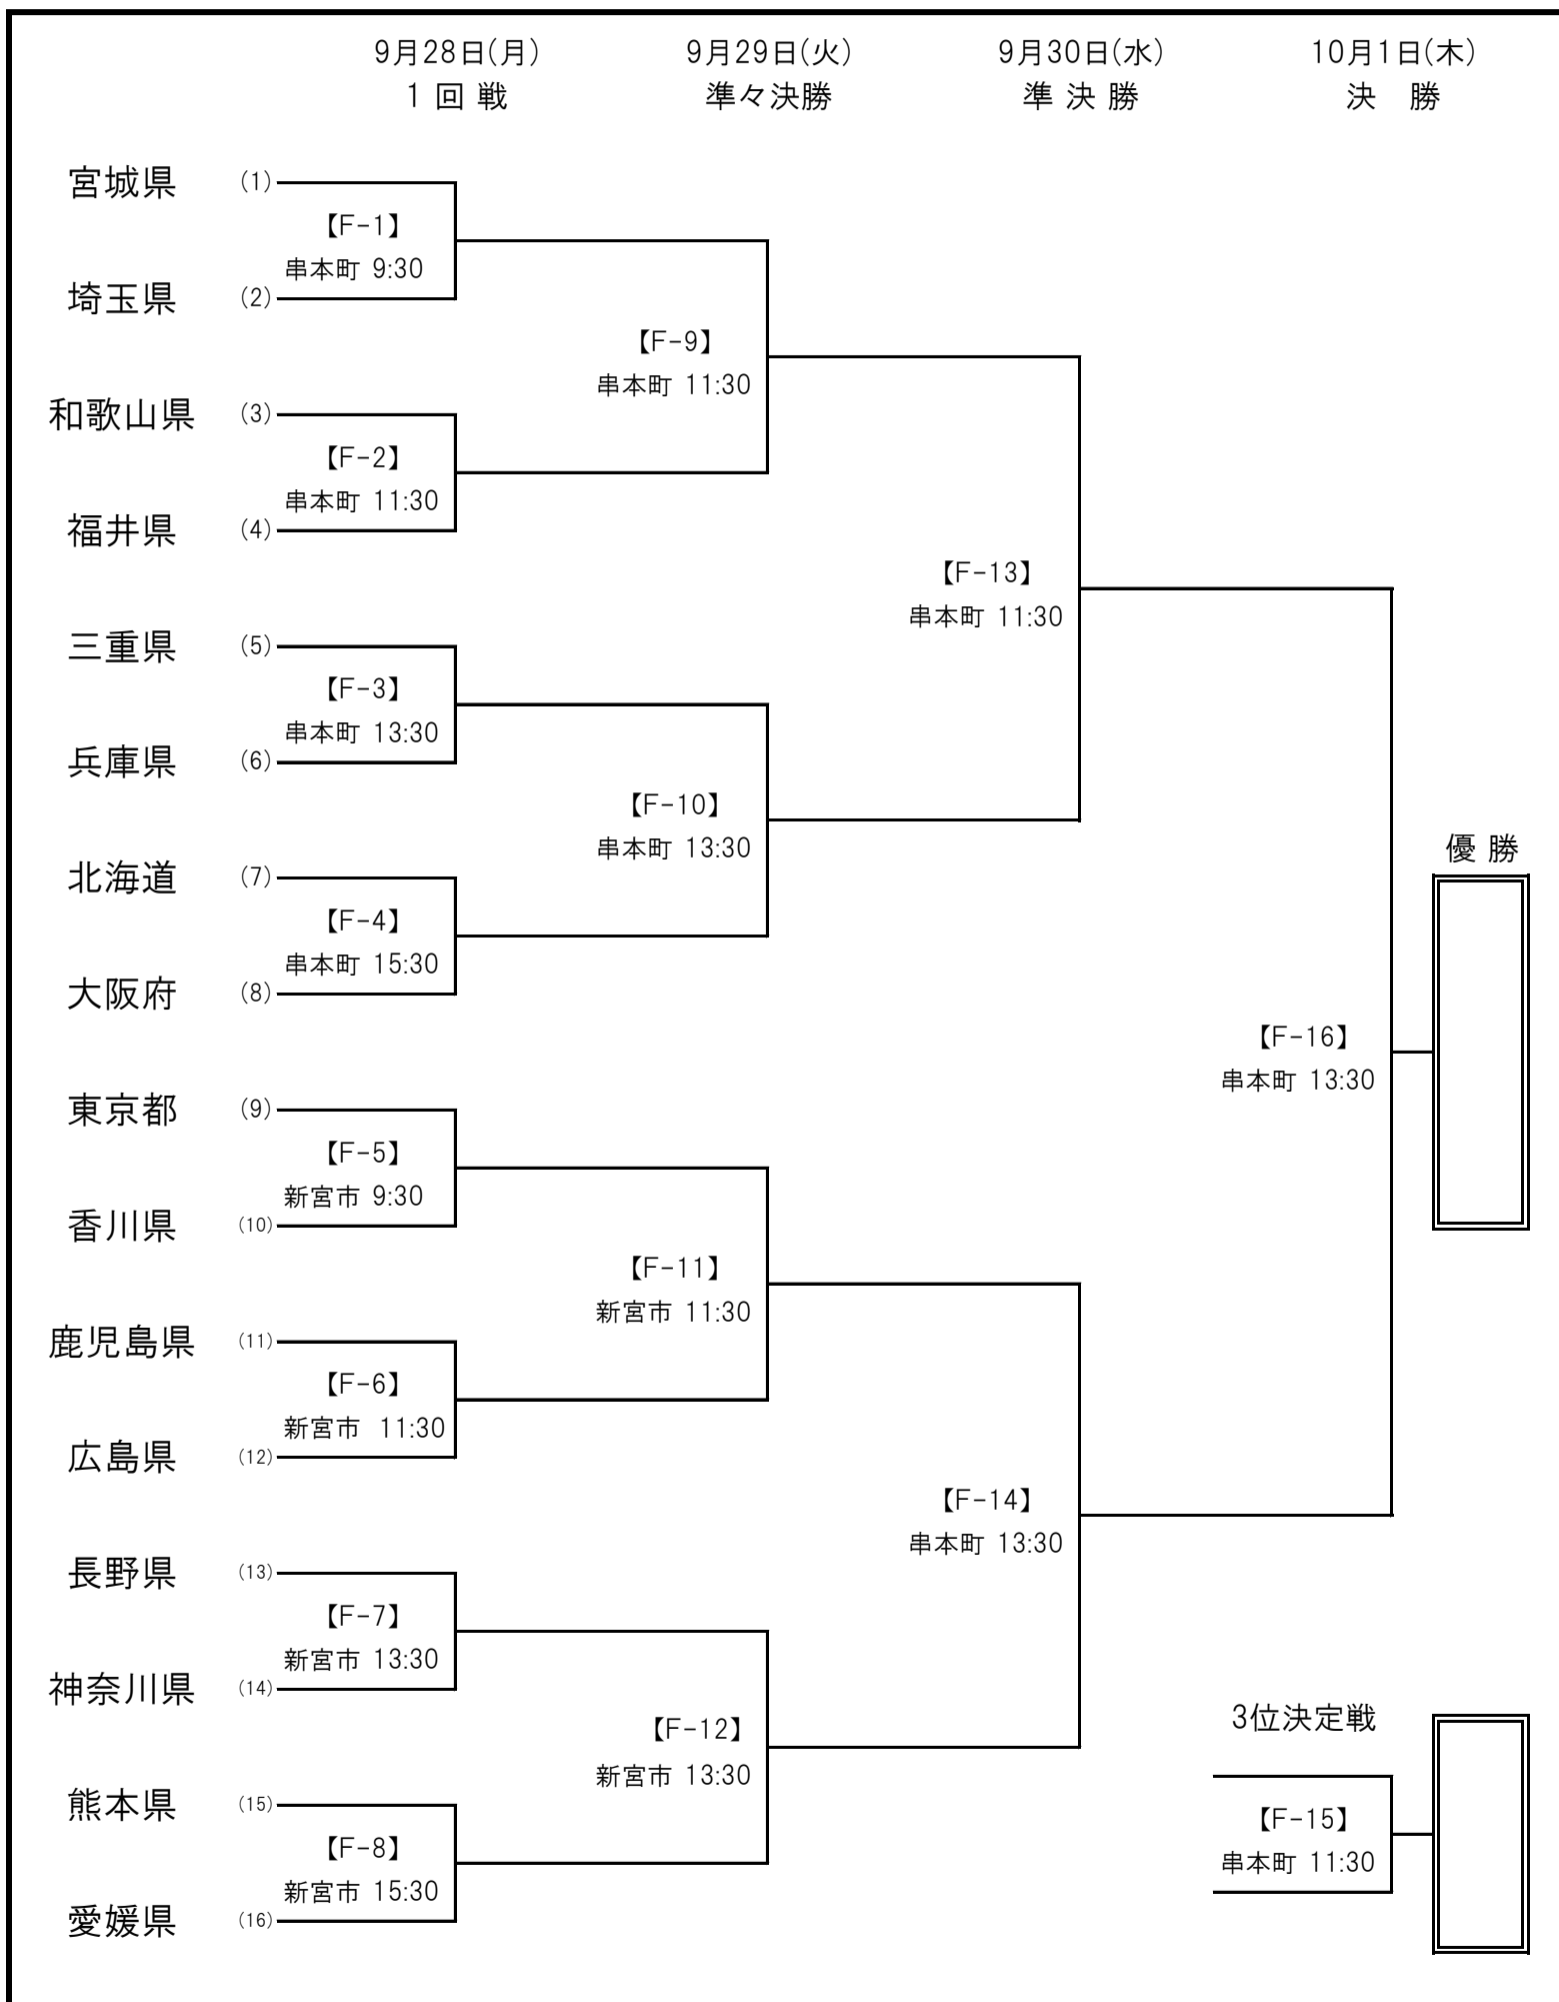 9月28日(月) 9月29日(火) 9月30日(水) 10月1日(木)
1 回 戦 準々決勝 準 決 勝 決　勝
宮城県 (1)
【F-1】
串本町 9:30
埼玉県 (2)
【F-9】
串本町 11:30
和歌山県 (3)
【F-2】
串本町 11:30
福井県 (4)
【F-13】
串本町 11:30
三重県 (5)
【F-3】
串本町 13:30
兵庫県 (6)
【F-10】
串本町 13:30
優 勝
北海道 (7)
【F-4】
串本町 15:30
大阪府 (8)
【F-16】
串本町 13:30
東京都 (9)
【F-5】
新宮市 9:30
香川県 (10)
【F-11】
新宮市 11:30
鹿児島県 (11)
【F-6】
新宮市 11:30
広島県 (12)
【F-14】
串本町 13:30
長野県 (13)
【F-7】
新宮市 13:30
神奈川県 (14)
3位決定戦
【F-12】
新宮市 13:30
熊本県 (15)
【F-15】
串本町 11:30
【F-8】
新宮市 15:30
愛媛県 (16)